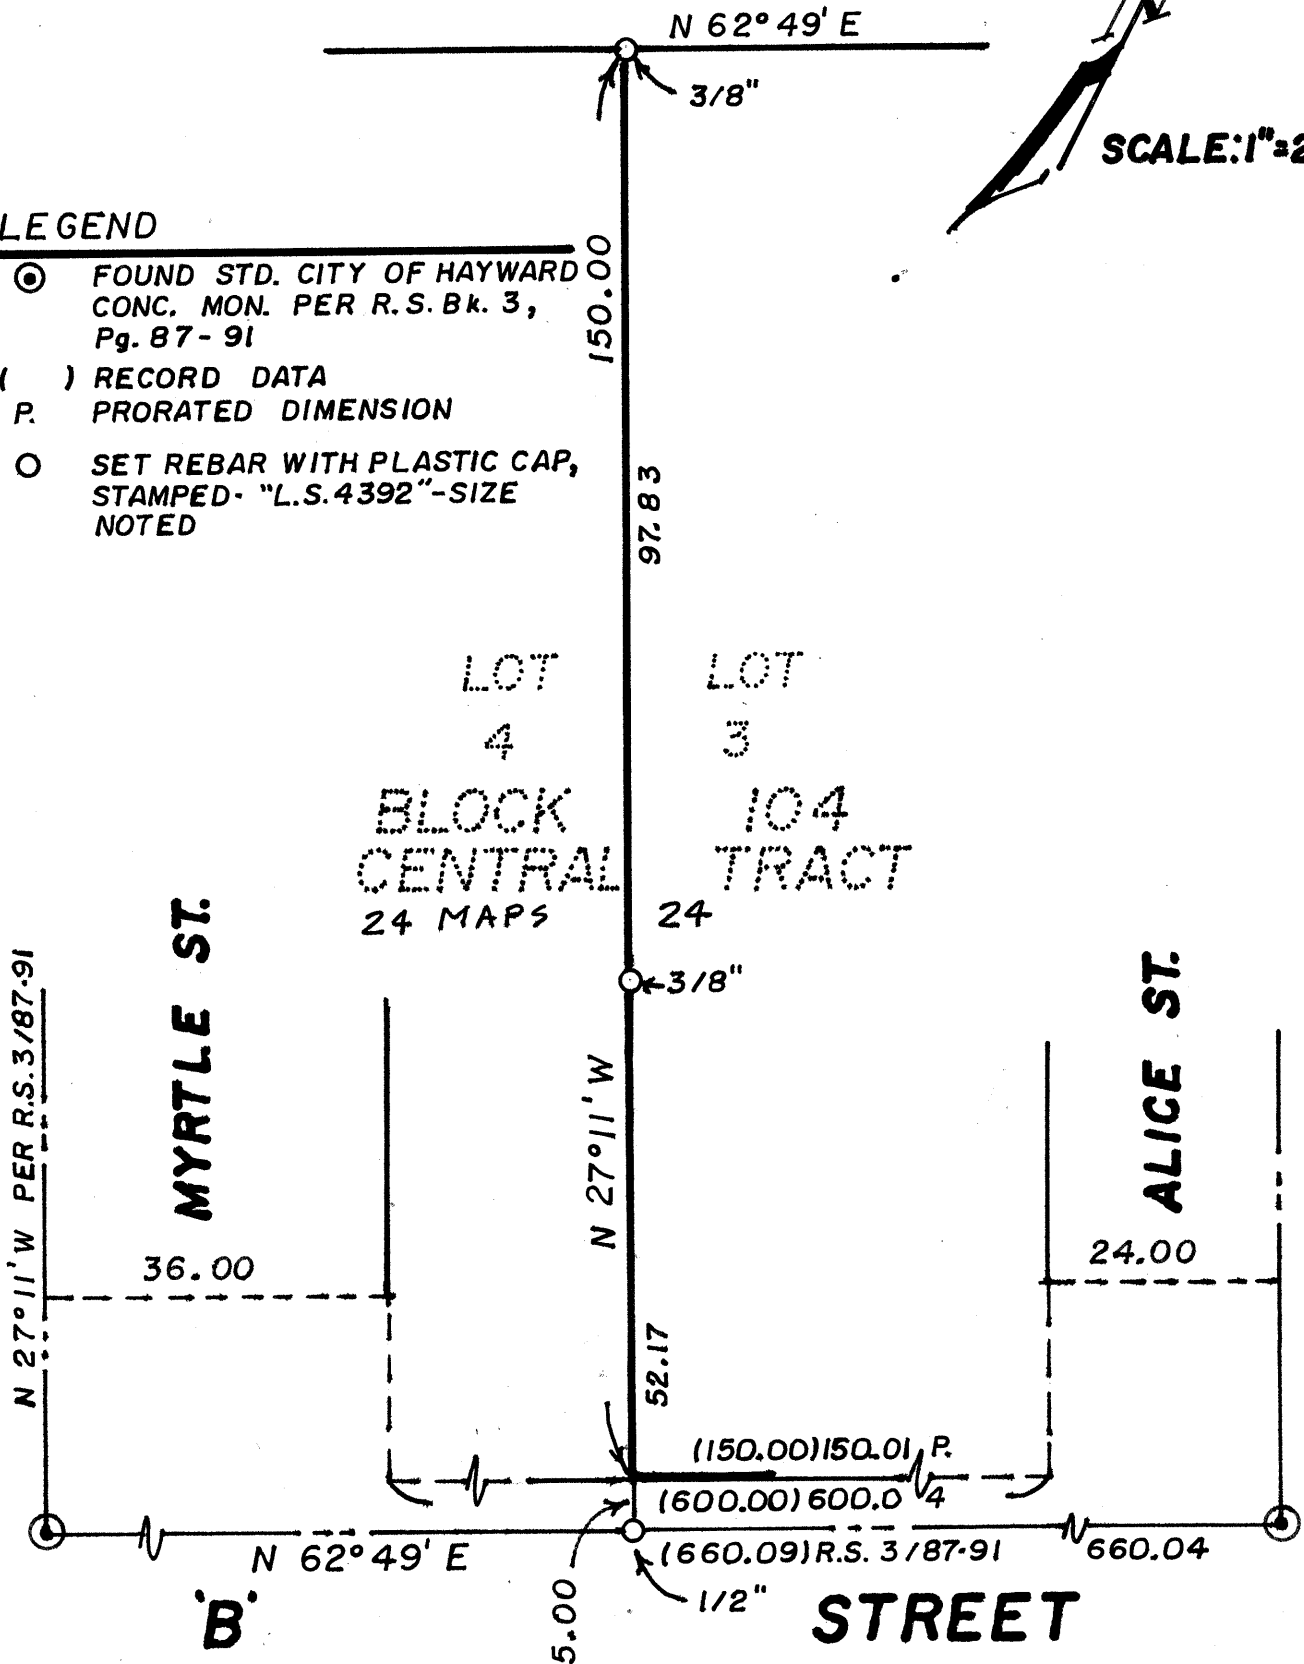 N 62°49' E
3/8"
SCALE: 1"=2
LEGEND
FOUND STD. CITY OF HAYWARD
CONC. MON. PER R.S. Bk. 3,
Pg. 87-91
( ) RECORD DATA
P. PRORATED DIMENSION
SET REBAR WITH PLASTIC CAP,
STAMPED- "L.S.4392"-SIZE
NOTED
150.00
97.83
LOT LOT
4 3
BLOCK 104
CENTRAL TRACT
24 MAPS 24
3/8"
N 27°11' W PER R.S. 3/87-91
MYRTLE ST.
N 27°11' W
ALICE ST.
36.00
24.00
52.17
(150.00) 150.01 P.
(600.00) 600.04
N 62°49' E
(660.09) R.S. 3/87-91
660.04
5.00
1/2"
'B' STREET